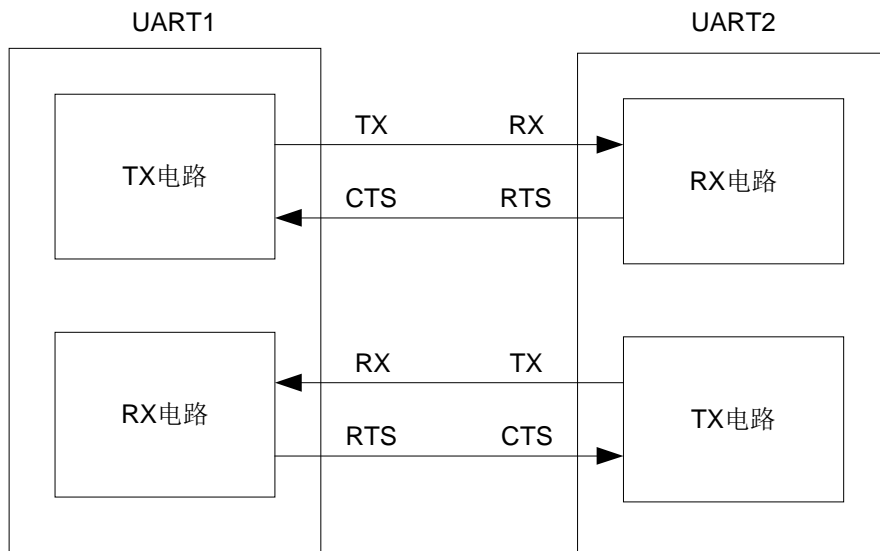 UART1 UART2
TX RX
TX电路 RX电路
CTS RTS
RX TX
RX电路 TX电路
RTS CTS